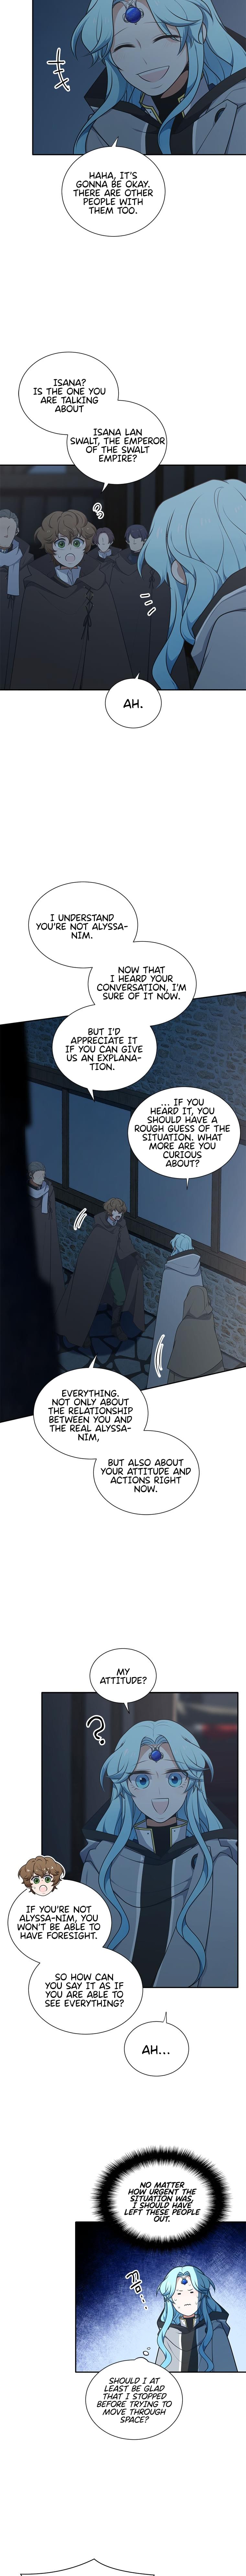 HAHA, IT'S
GONNA BE OKAY.
THERE ARE OTHER
PEOPLE WITH
THEM TOO.
ISANA?
IS THE ONE YOU
ARE TALKING
ABOUT
ISANA LAN
SWALT, THE EMPEROR
OF THE SWALT
EMPIRE?
AH.
I UNDERSTAND
YOU'RE NOT ALYSSA-
NIM.
NOW THAT
I HEARD YOUR
CONVERSATION, I'M
SURE OF IT NOW.
BUT I'D
APPRECIATE IT
IF YOU CAN GIVE
US AN EXPLANA-
TION.
... IF YOU
HEARD IT, YOU
SHOULD HAVE A
ROUGH GUESS OF THE
SITUATION. WHAT
MORE ARE YOU
CURIOUS
ABOUT?
EVERYTHING.
NOT ONLY ABOUT
THE RELATIONSHIP
BETWEEN YOU AND
THE REAL ALYSSA-
NIM,
BUT ALSO ABOUT
YOUR ATTITUDE AND
ACTIONS RIGHT
NOW.
MY
ATTITUDE?
?
IF YOU'RE NOT
ALYSSA-NIM, YOU
WON'T BE ABLE TO
HAVE FORESIGHT.
SO HOW CAN
YOU SAY IT AS IF
YOU ARE ABLE TO
SEE EVERYTHING?
AH...
NO MATTER
HOW URGENT THE
SITUATION WAS,
I SHOULD HAVE
LEFT THESE PEOPLE
OUT.
끄응...
SHOULD I AT
LEAST BE GLAD
THAT I STOPPED
BEFORE TRYING TO
MOVE THROUGH
SPACE?